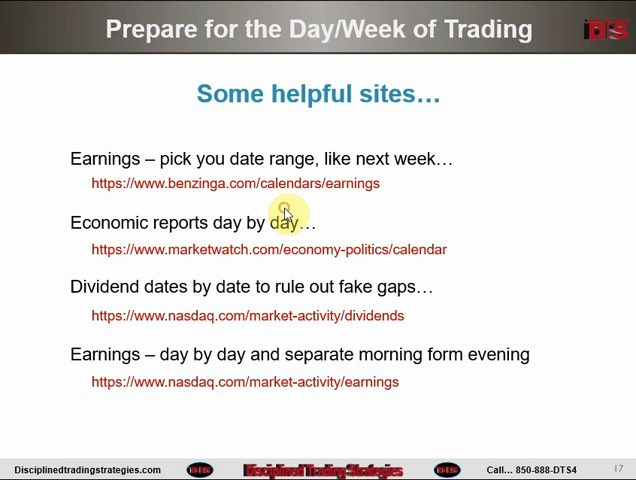 Prepare for the Day/Week of Trading
DTS
Some helpful sites…
Earnings – pick you date range, like next week…
https://www.benzinga.com/calendars/earnings
Economic reports day by day…
https://www.marketwatch.com/economy-politics/calendar
Dividend dates by date to rule out fake gaps…
https://www.nasdaq.com/market-activity/dividends
Earnings – day by day and separate morning form evening
https://www.nasdaq.com/market-activity/earnings
Disciplinedtradingstrategies.com DTS Disciplined Trading Strategies DTS Call… 850-888-DTS4 17